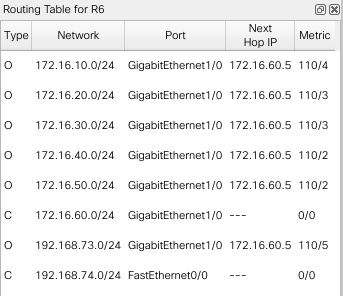 Routing Table for R6
Type Network Port Next Hop IP Metric
O 172.16.10.0/24 GigabitEthernet1/0 172.16.60.5 110/4
O 172.16.20.0/24 GigabitEthernet1/0 172.16.60.5 110/3
O 172.16.30.0/24 GigabitEthernet1/0 172.16.60.5 110/3
O 172.16.40.0/24 GigabitEthernet1/0 172.16.60.5 110/2
O 172.16.50.0/24 GigabitEthernet1/0 172.16.60.5 110/2
C 172.16.60.0/24 GigabitEthernet1/0 --- 0/0
O 192.168.73.0/24 GigabitEthernet1/0 172.16.60.5 110/5
C 192.168.74.0/24 FastEthernet0/0 --- 0/0